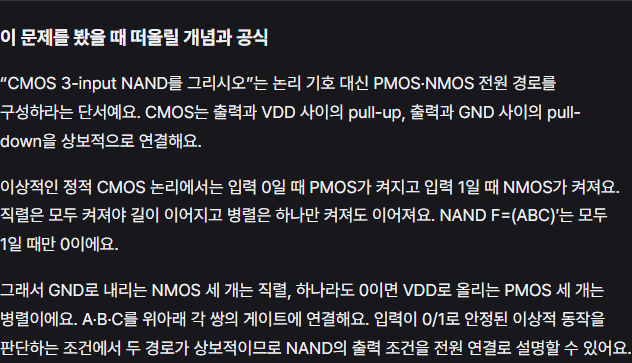 이 문제를 봤을 때 떠올릴 개념과 공식
“CMOS 3-input NAND를 그리시오”는 논리 기호 대신 PMOS·NMOS 전원 경로를
구성하라는 단서예요. CMOS는 출력과 VDD 사이의 pull-up, 출력과 GND 사이의 pull-
down을 상보적으로 연결해요.
이상적인 정적 CMOS 논리에서는 입력 0일 때 PMOS가 켜지고 입력 1일 때 NMOS가 켜져요.
직렬은 모두 켜져야 길이 이어지고 병렬은 하나만 켜져도 이어져요. NAND F=(ABC)′는 모두
1일 때만 0이에요.
그래서 GND로 내리는 NMOS 세 개는 직렬, 하나라도 0이면 VDD로 올리는 PMOS 세 개는
병렬이에요. A·B·C를 위아래 각 쌍의 게이트에 연결해요. 입력이 0/1로 안정된 이상적 동작을
판단하는 조건에서 두 경로가 상보적이므로 NAND의 출력 조건을 전원 연결로 설명할 수 있어요.